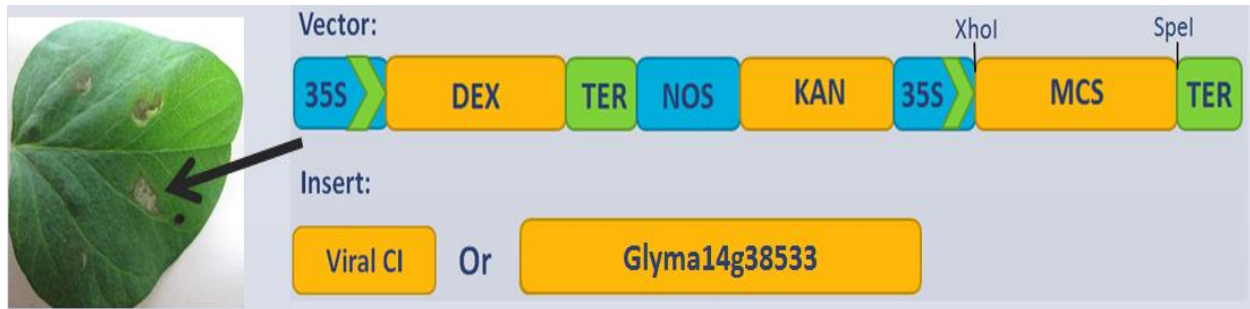 Vector:
XhoI SpeI
35S DEX TER NOS KAN 35S MCS TER
Insert:
Viral CI Or Glyma14g38533